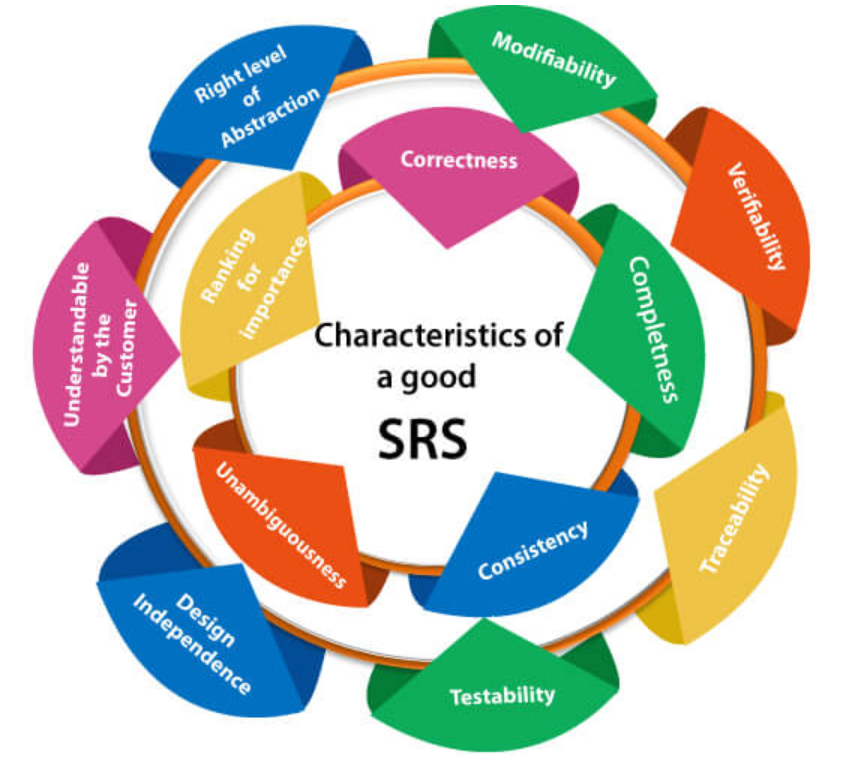 Characteristics of
a good
SRS
Correctness
Completness
Consistency
Unambiguousness
Ranking
for
Importance
Modifiability
Verifiability
Traceability
Testability
Design
Independence
Understandable
by the
Customer
Right level
of
Abstraction